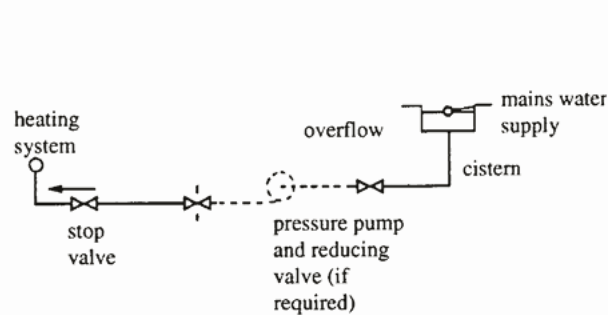 heating
system
stop
valve
overflow
pressure pump
and reducing
valve (if
required)
mains water
supply
cistern